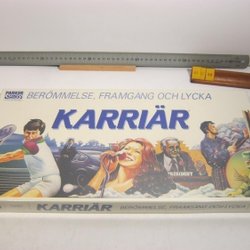 PARKER
BERÖMMELSE, FRAMGÅNG OCH LYCKA
KARRIÄR
KARRIÄR
BERÖMMELSE, FRAMGÅNG OCH LYCKA